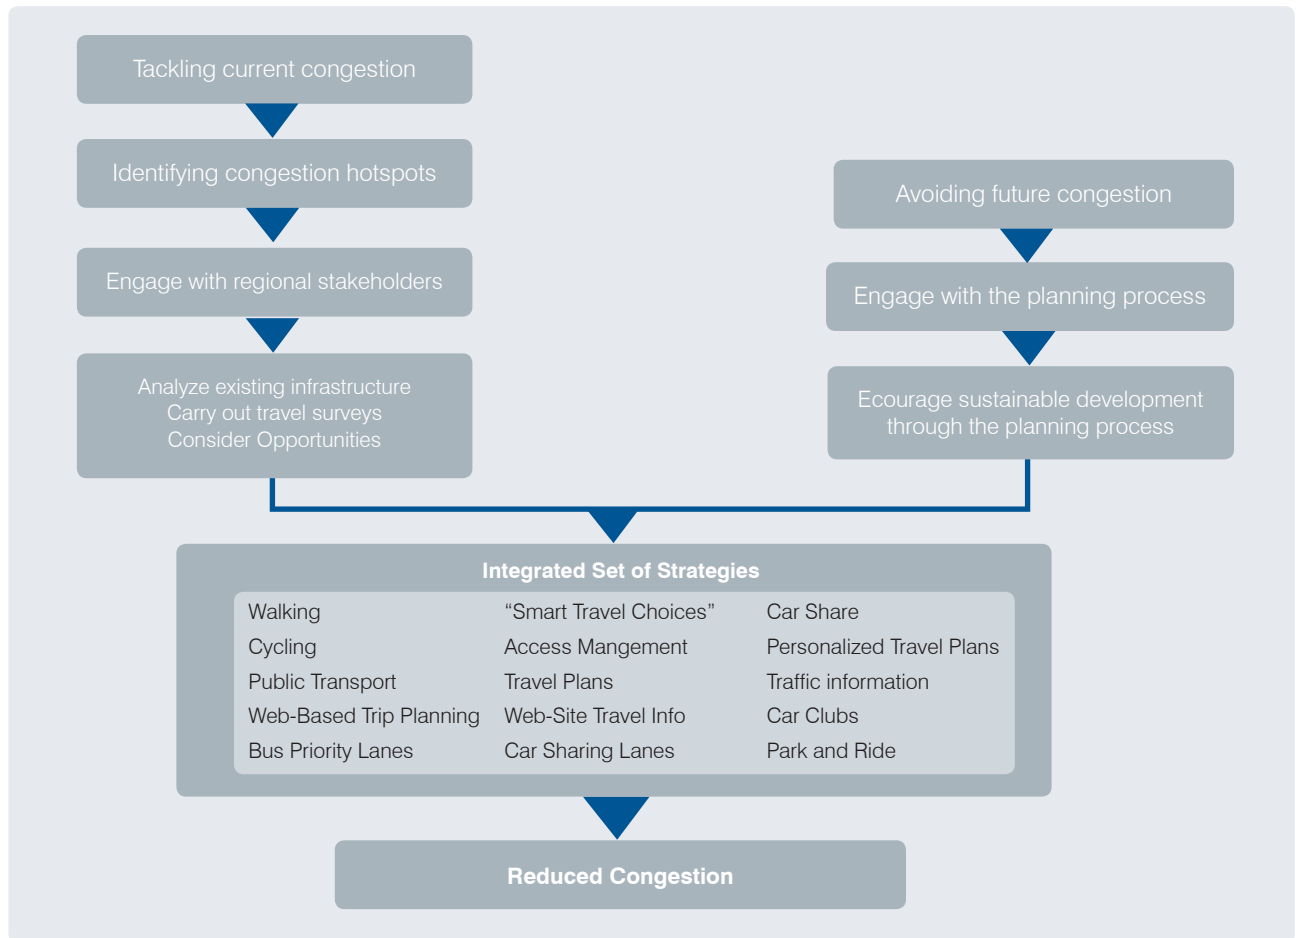 Tackling current congestion
Identifying congestion hotspots
Engage with regional stakeholders
Analyze existing infrastructure
Carry out travel surveys
Consider Opportunities
Avoiding future congestion
Engage with the planning process
Ecourage sustainable development
through the planning process
Integrated Set of Strategies
Walking
Cycling
Public Transport
Web-Based Trip Planning
Bus Priority Lanes
“Smart Travel Choices”
Access Mangement
Travel Plans
Web-Site Travel Info
Car Sharing Lanes
Car Share
Personalized Travel Plans
Traffic information
Car Clubs
Park and Ride
Reduced Congestion